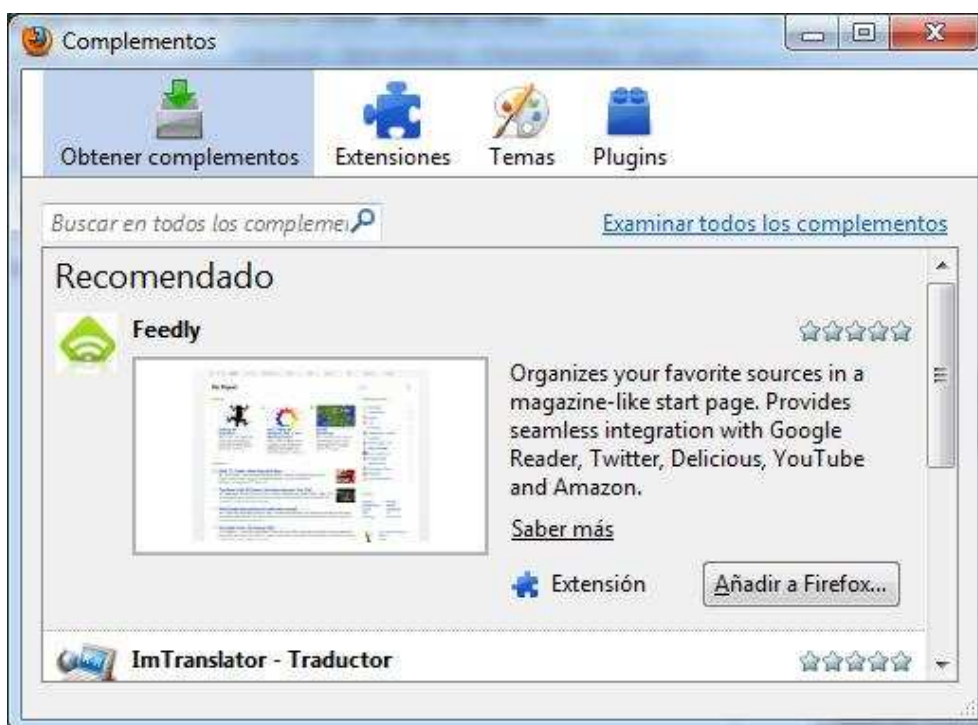 Complementos
Obtener complementos
Extensiones
Temas
Plugins
Buscar en todos los complemen
Examinar todos los complementos
Recomendado
Feedly
Organizes your favorite sources in a
magazine-like start page. Provides
seamless integration with Google
Reader, Twitter, Delicious, YouTube
and Amazon.
Saber más
Extensión
Añadir a Firefox...
ImTranslator - Traductor